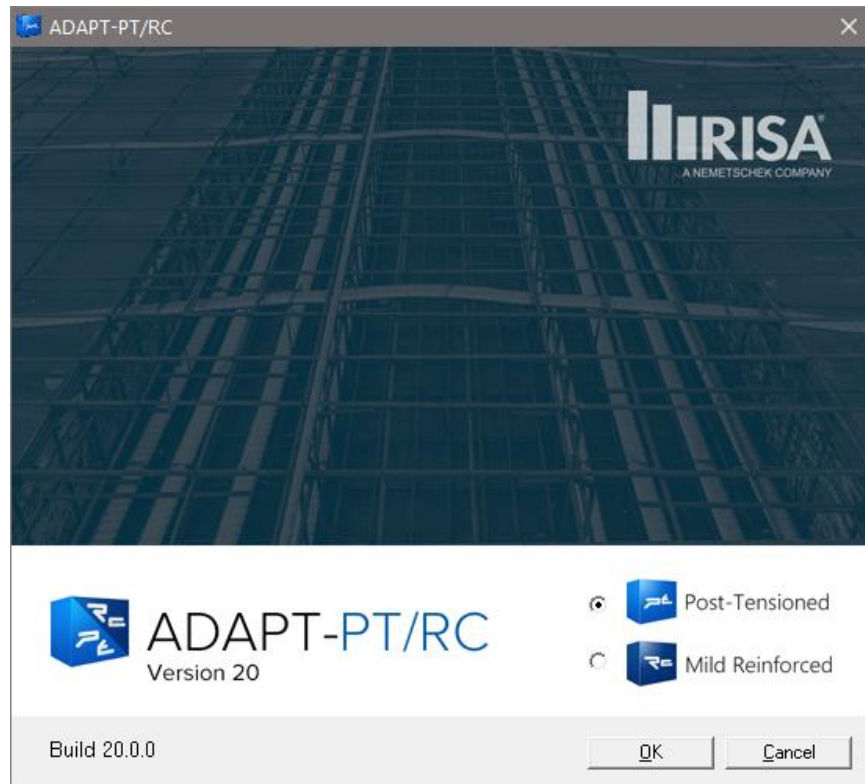 ADAPT-PT/RC
RISA
A NEMETSCHEK COMPANY
ADAPT-PT/RC
Version 20
Post-Tensioned
Mild Reinforced
Build 20.0.0
OK
Cancel